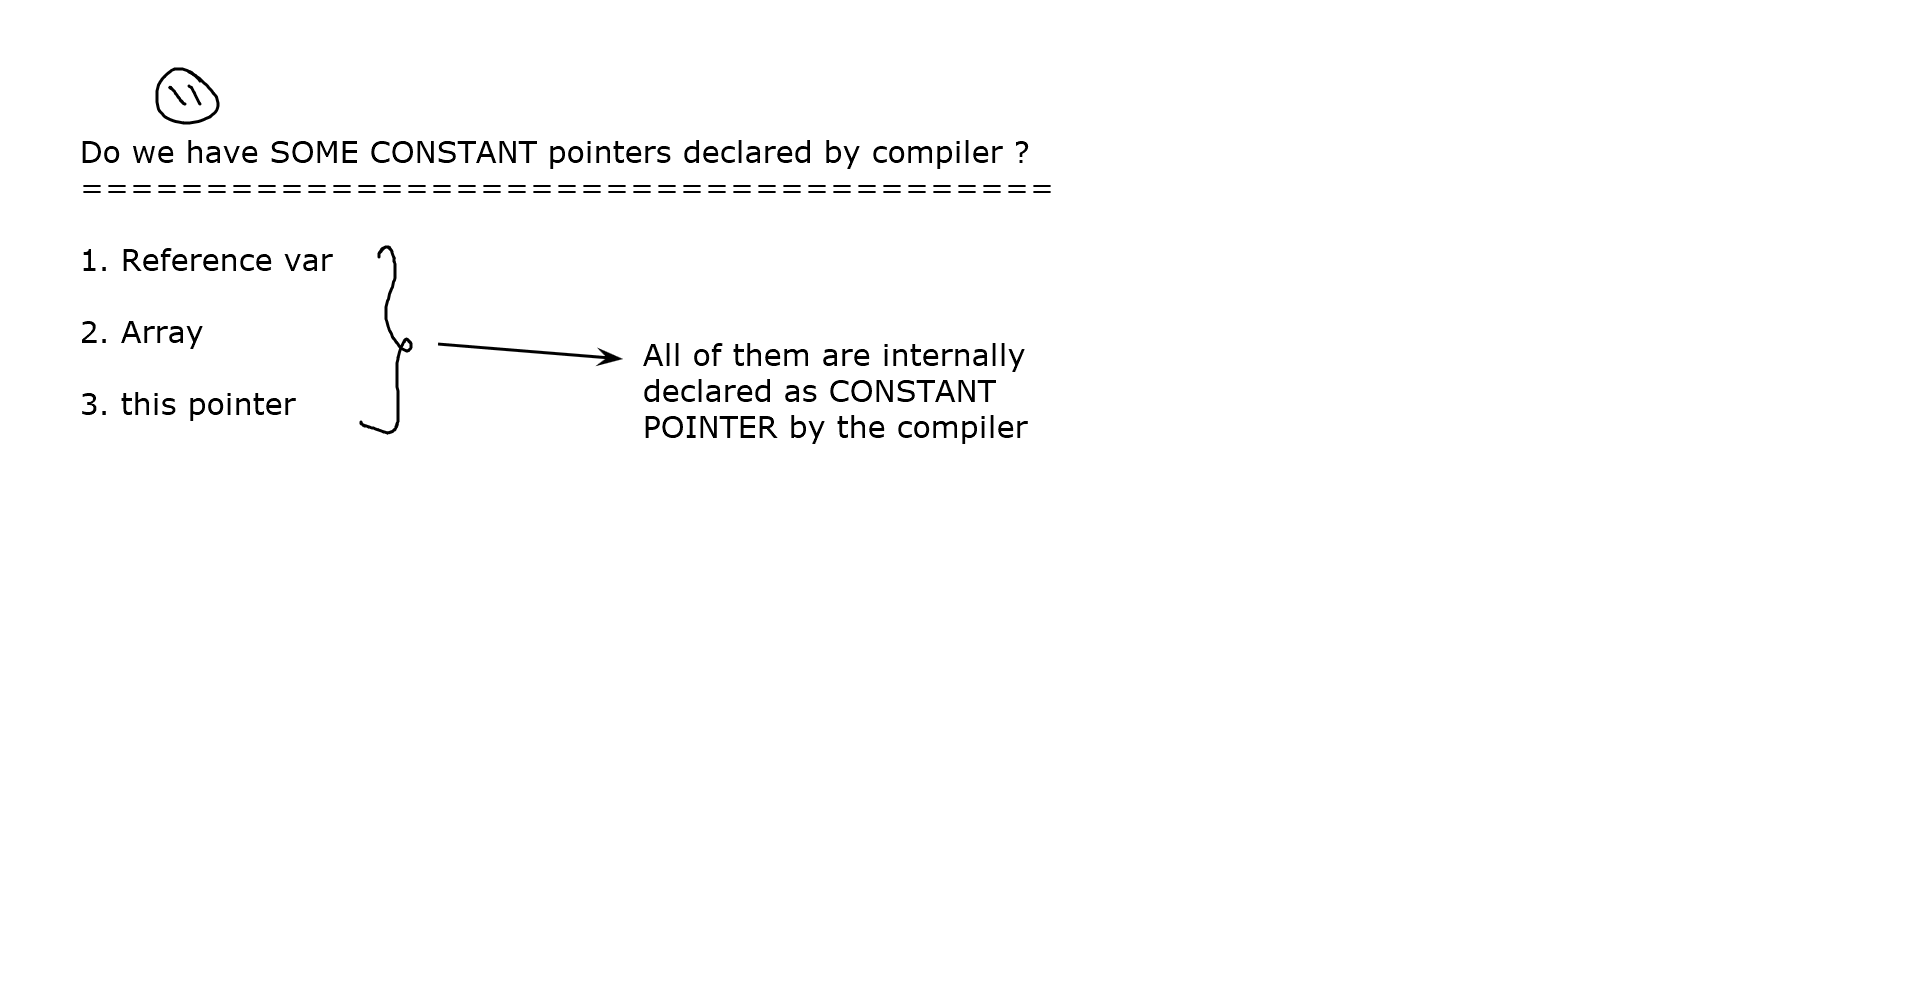 11
Do we have SOME CONSTANT pointers declared by compiler ?
=======================================
1. Reference var
2. Array
3. this pointer
All of them are internally
declared as CONSTANT
POINTER by the compiler